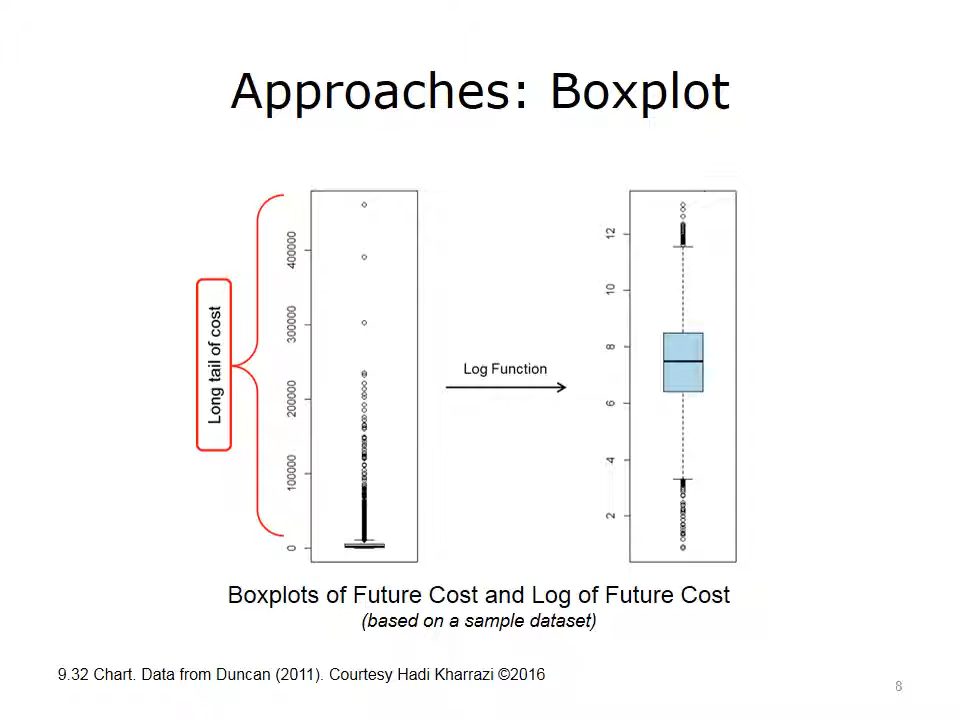 Approaches: Boxplot
Long tail of cost
400000
300000
200000
100000
0
Log Function
12
10
8
6
4
2
Boxplots of Future Cost and Log of Future Cost
(based on a sample dataset)
9.32 Chart. Data from Duncan (2011). Courtesy Hadi Kharrazi ©2016
8